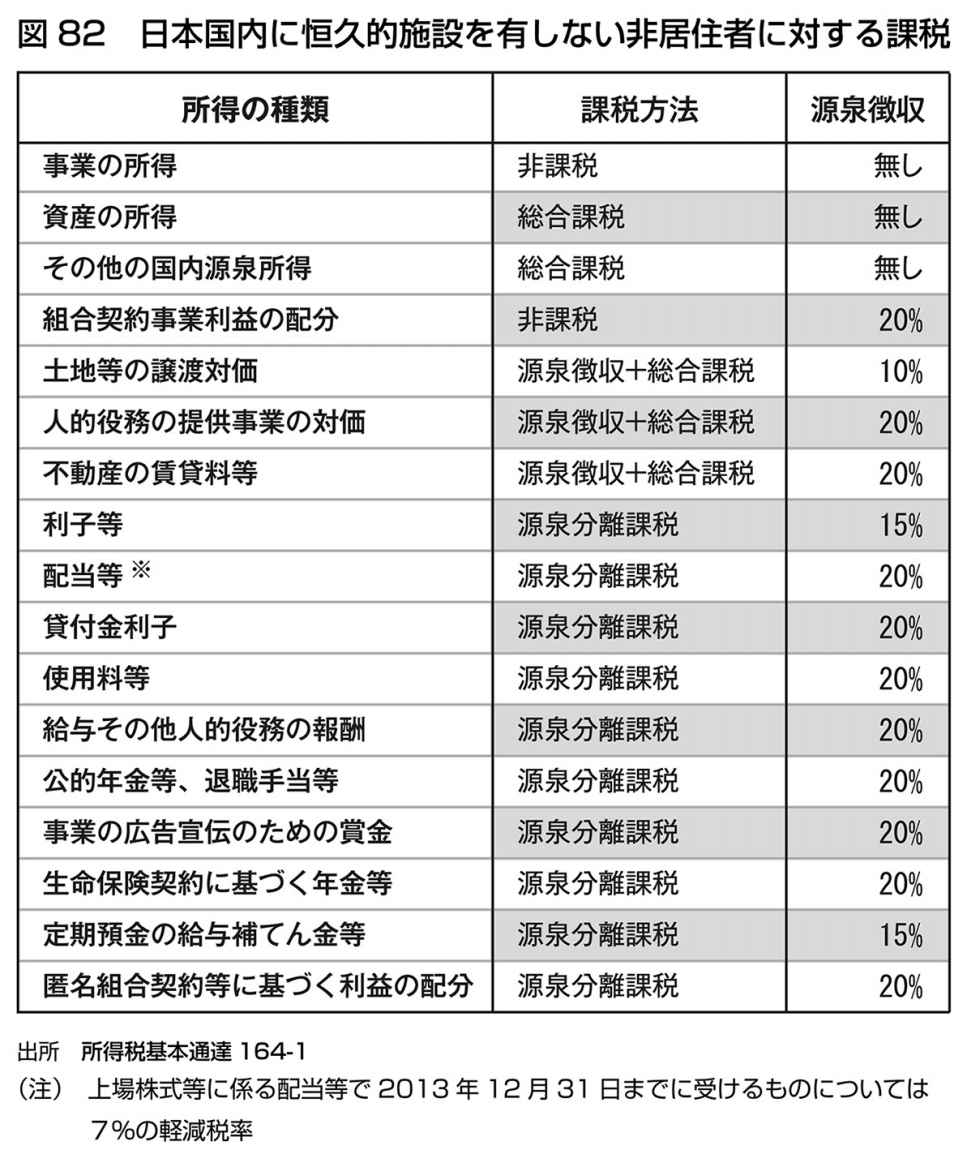 図82 日本国内に恒久的施設を有しない非居住者に対する課税
所得の種類 課税方法 源泉徴収
事業の所得 非課税 無し
資産の所得 総合課税 無し
その他の国内源泉所得 総合課税 無し
組合契約事業利益の配分 非課税 20%
土地等の譲渡対価 源泉徴収+総合課税 10%
人的役務の提供事業の対価 源泉徴収+総合課税 20%
不動産の賃貸料等 源泉徴収+総合課税 20%
利子等 源泉分離課税 15%
配当等※ 源泉分離課税 20%
貸付金利子 源泉分離課税 20%
使用料等 源泉分離課税 20%
給与その他人的役務の報酬 源泉分離課税 20%
公的年金等、退職手当等 源泉分離課税 20%
事業の広告宣伝のための賞金 源泉分離課税 20%
生命保険契約に基づく年金等 源泉分離課税 20%
定期預金の給与補てん金等 源泉分離課税 15%
匿名組合契約等に基づく利益の配分 源泉分離課税 20%
出所 所得税基本通達164-1
(注) 上場株式等に係る配当等で2013年12月31日までに受けるものについては
7%の軽減税率